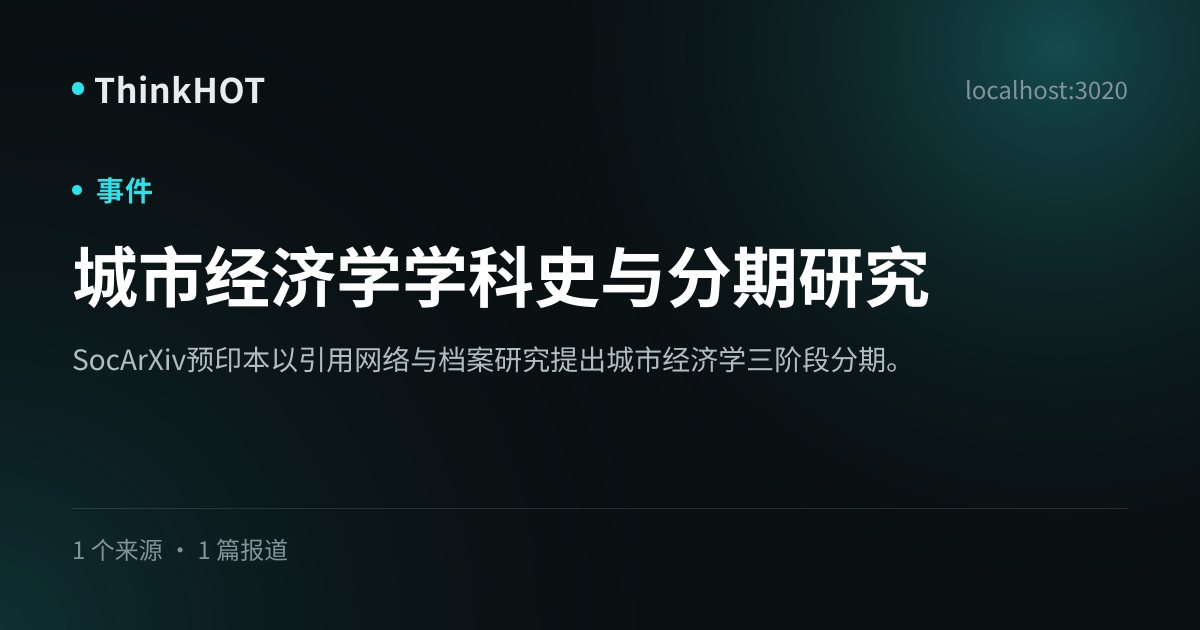 ThinkHOT
localhost:3020
事件
城市经济学学科史与分期研究
SocArXiv预印本以引用网络与档案研究提出城市经济学三阶段分期。
1 个来源 · 1 篇报道